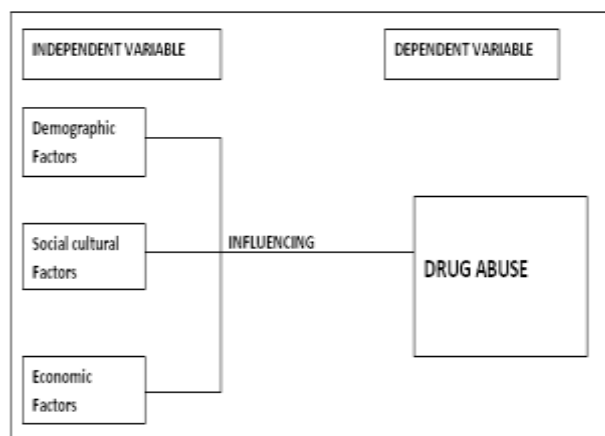 INDEPENDENT VARIABLE
DEPENDENT VARIABLE
Demographic
Factors
Social cultural
Factors
INFLUENCING
DRUG ABUSE
Economic
Factors